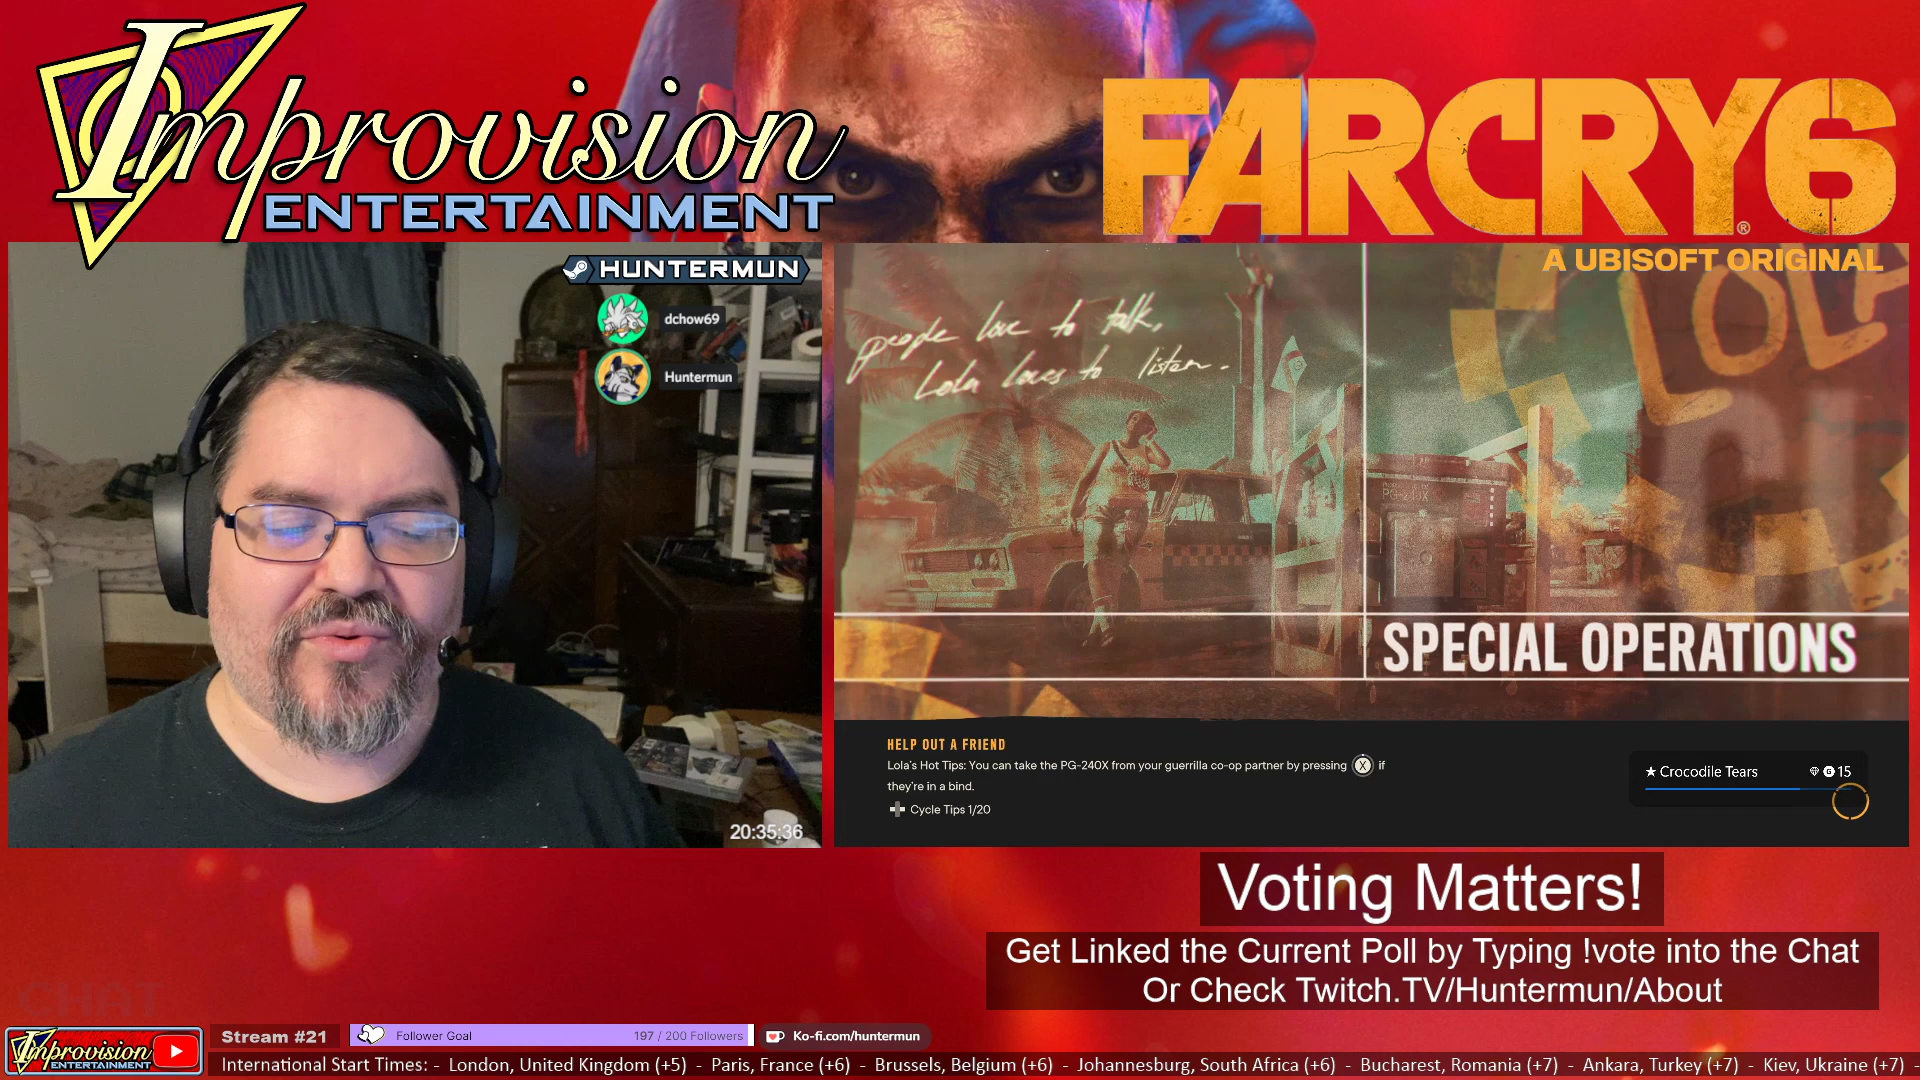 Improvision
ENTERTAINMENT
FARCRY6
®
A UBISOFT ORIGINAL
HUNTERMUN
dchow69
Huntermun
people love to talk,
Lola loves to listen.
LOLA
PG-240X
SPECIAL OPERATIONS
HELP OUT A FRIEND
Lola's Hot Tips: You can take the PG-240X from your guerrilla co-op partner by pressing X if
they're in a bind.
Cycle Tips 1/20
★ Crocodile Tears
G 15
20:35:36
Voting Matters!
Get Linked the Current Poll by Typing !vote into the Chat
Or Check Twitch.TV/Huntermun/About
CHAT
Improvision
ENTERTAINMENT
Stream #21
Follower Goal
197 / 200 Followers
Ko-fi.com/huntermun
International Start Times: - London, United Kingdom (+5) - Paris, France (+6) - Brussels, Belgium (+6) - Johannesburg, South Africa (+6) - Bucharest, Romania (+7) - Ankara, Turkey (+7) - Kiev, Ukraine (+7) -